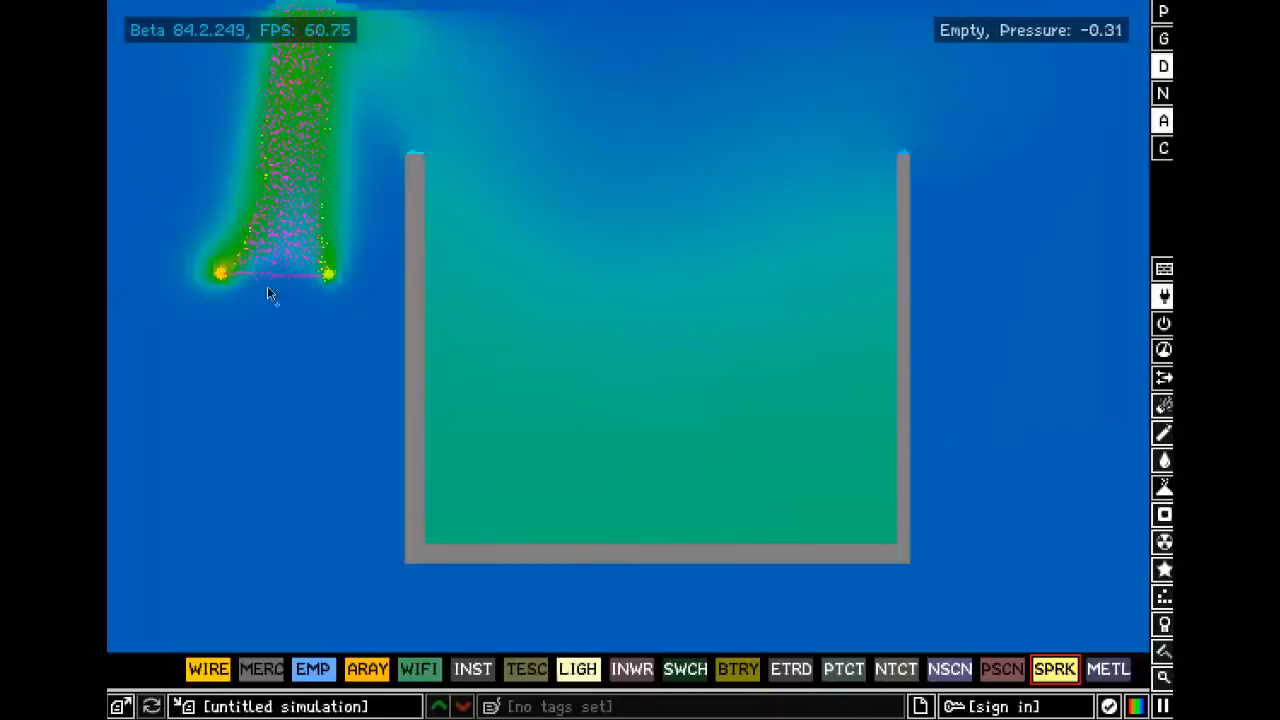 Beta 84.2.249, FPS: 60.75
Empty, Pressure: -0.31
P
G
D
N
A
C
WIRE MERC EMP ARAY WIFI INST TESC LIGH INWR SWCH BTRY ETRD PTCT NTCT NSCN PSCN SPRK METL
[untitled simulation] [no tags set] [sign in]